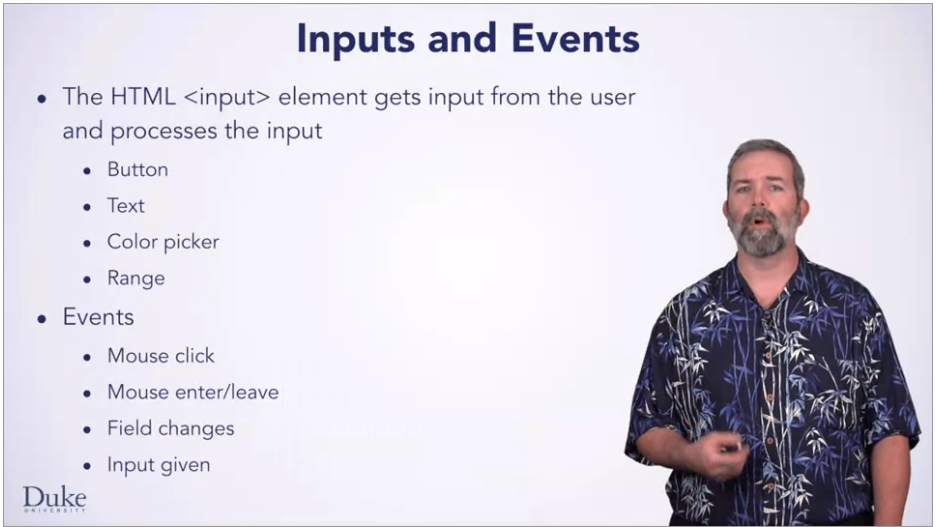 Inputs and Events
• The HTML <input> element gets input from the user
and processes the input
• Button
• Text
• Color picker
• Range
• Events
• Mouse click
• Mouse enter/leave
• Field changes
• Input given
Duke
UNIVERSITY